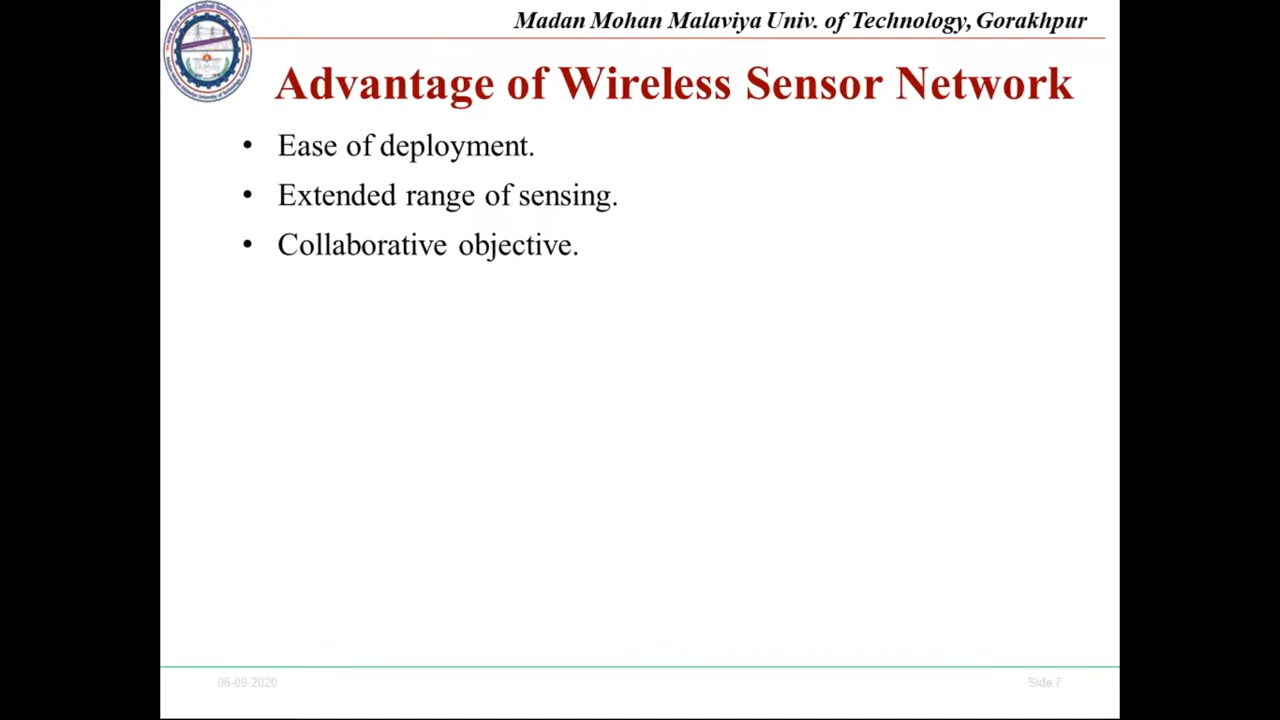 Madan Mohan Malaviya Univ. of Technology, Gorakhpur
Advantage of Wireless Sensor Network
• Ease of deployment.
• Extended range of sensing.
• Collaborative objective.
06-09-2020
Side 7